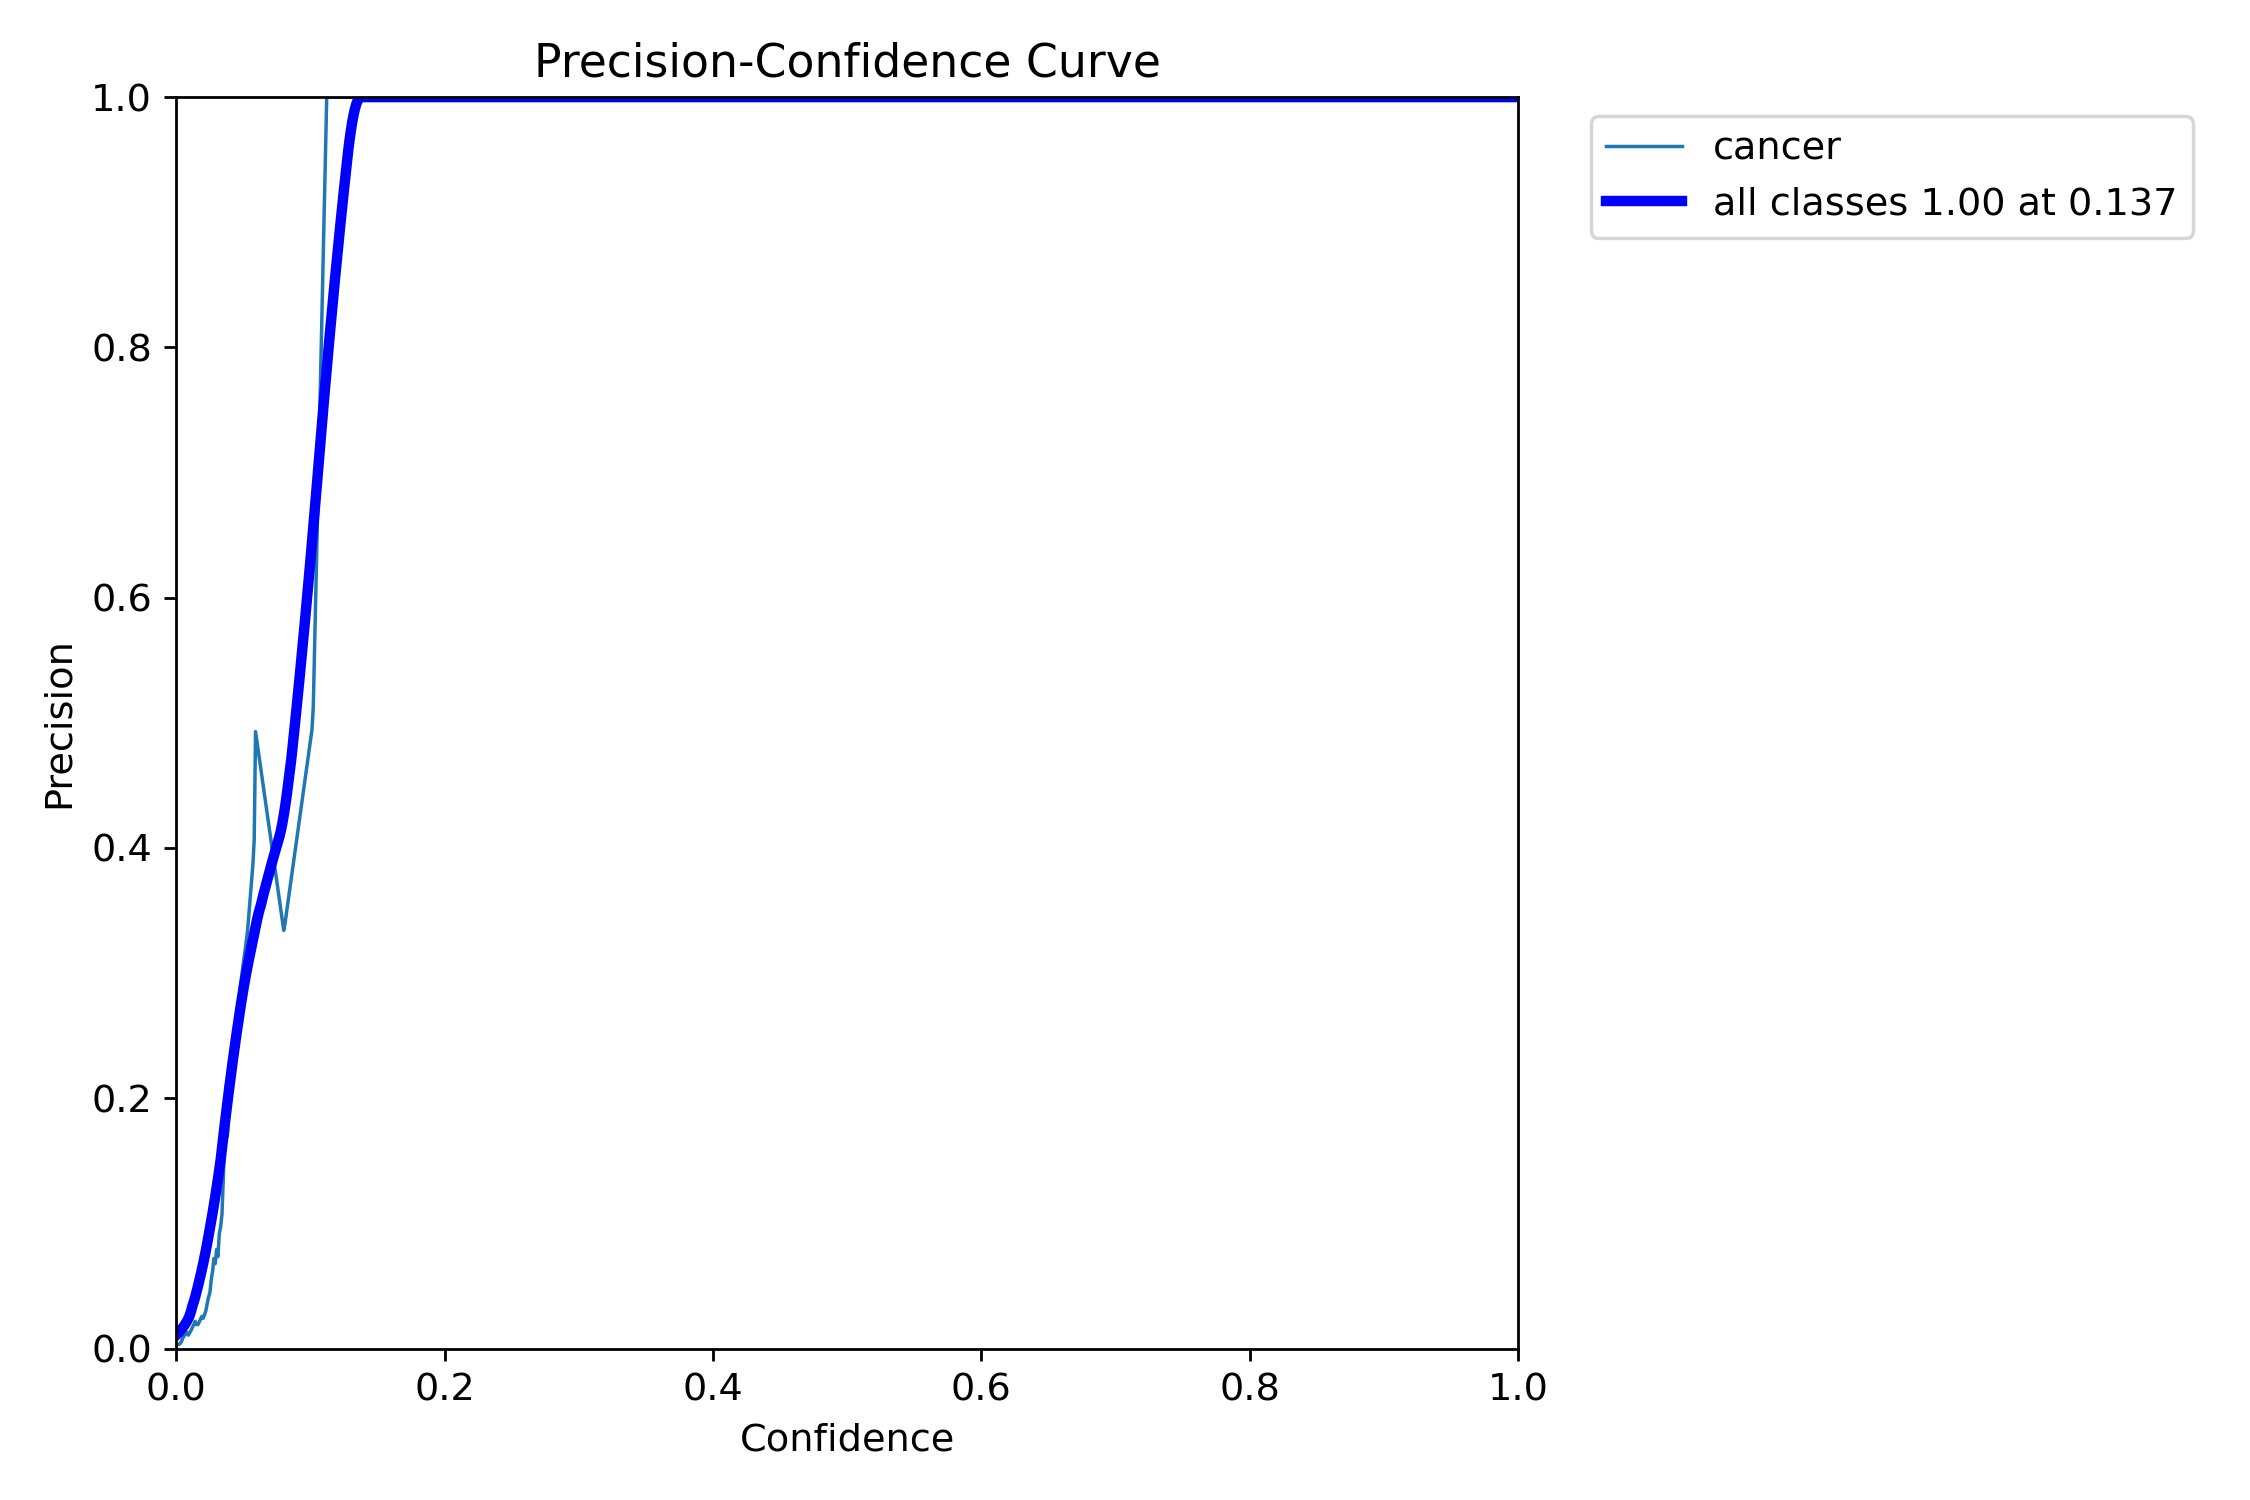 Precision-Confidence Curve
1.0
0.8
0.6
0.4
0.2
0.0
Precision
0.0 0.2 0.4 0.6 0.8 1.0
Confidence
cancer
all classes 1.00 at 0.137